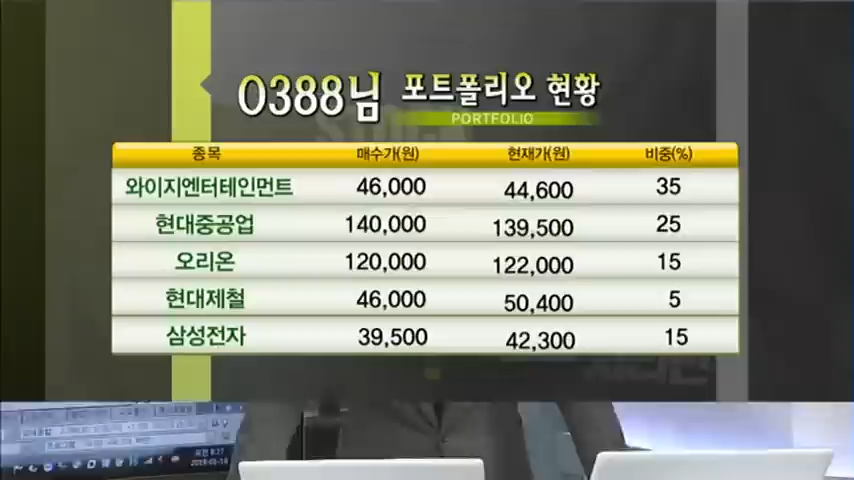 0388님 포트폴리오 현황
PORTFOLIO
종목 매수가(원) 현재가(원) 비중(%)
와이지엔터테인먼트 46,000 44,600 35
현대중공업 140,000 139,500 25
오리온 120,000 122,000 15
현대제철 46,000 50,400 5
삼성전자 39,500 42,300 15